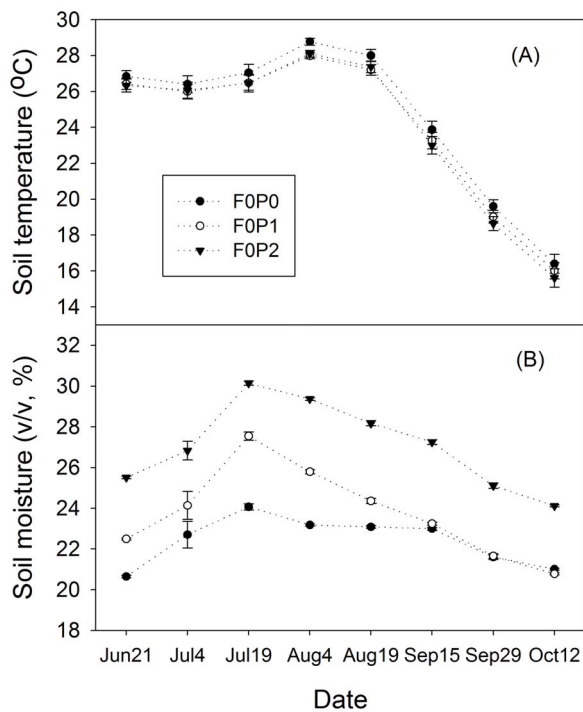 30
28
26
24
22
20
18
16
14
Soil temperature (⁰C)
(A)
F0P0
F0P1
F0P2
32
30
28
26
24
22
20
18
Soil moisture (v/v, %)
(B)
Jun21 Jul4 Jul19 Aug4 Aug19 Sep15 Sep29 Oct12
Date